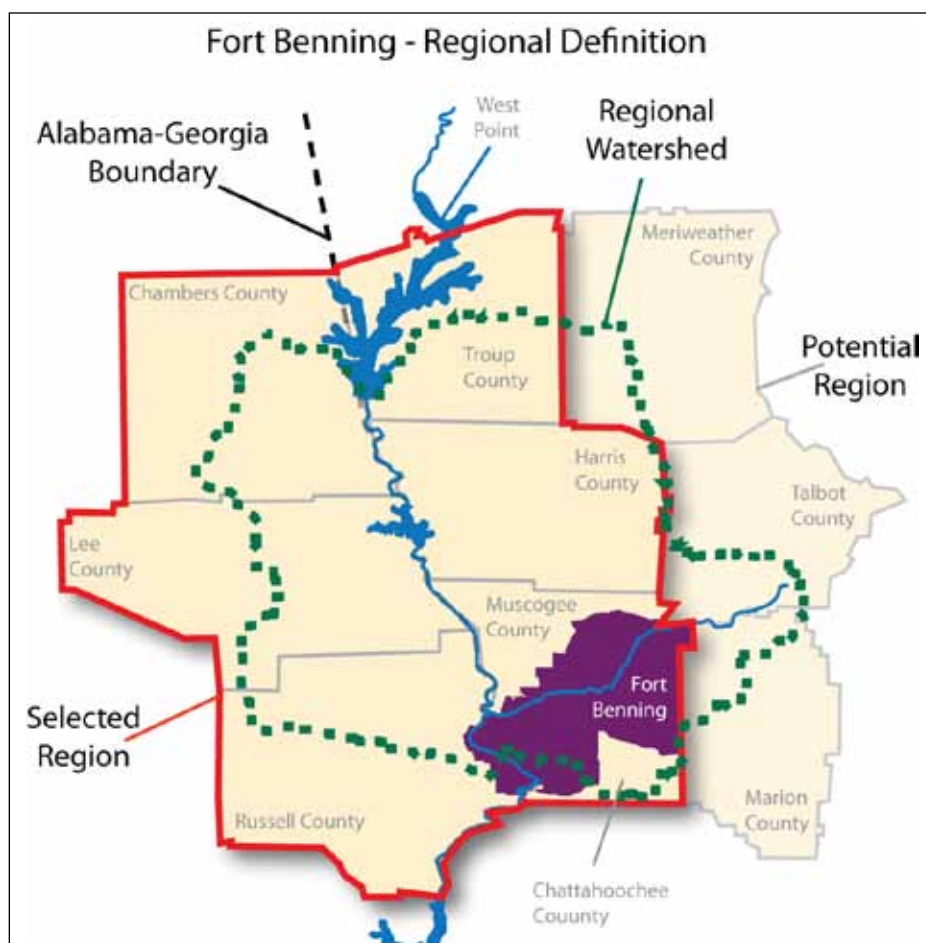 Fort Benning - Regional Definition
West
Point
Alabama-Georgia
Boundary
Regional
Watershed
Meriweather
County
Chambers County
Troup
County
Potential
Region
Harris
County
Talbot
County
Lee
County
Muscogee
County
Fort
Benning
Selected
Region
Russell County
Marion
County
Chattahoochee
Couunty